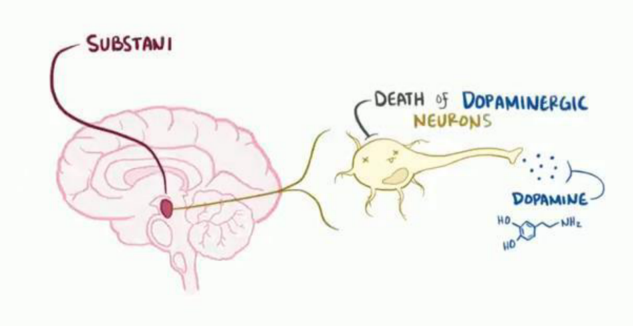 SUBSTANI
DEATH of DOPAMINERGIC
NEURONS
DOPAMINE
HO
NH₂
HO